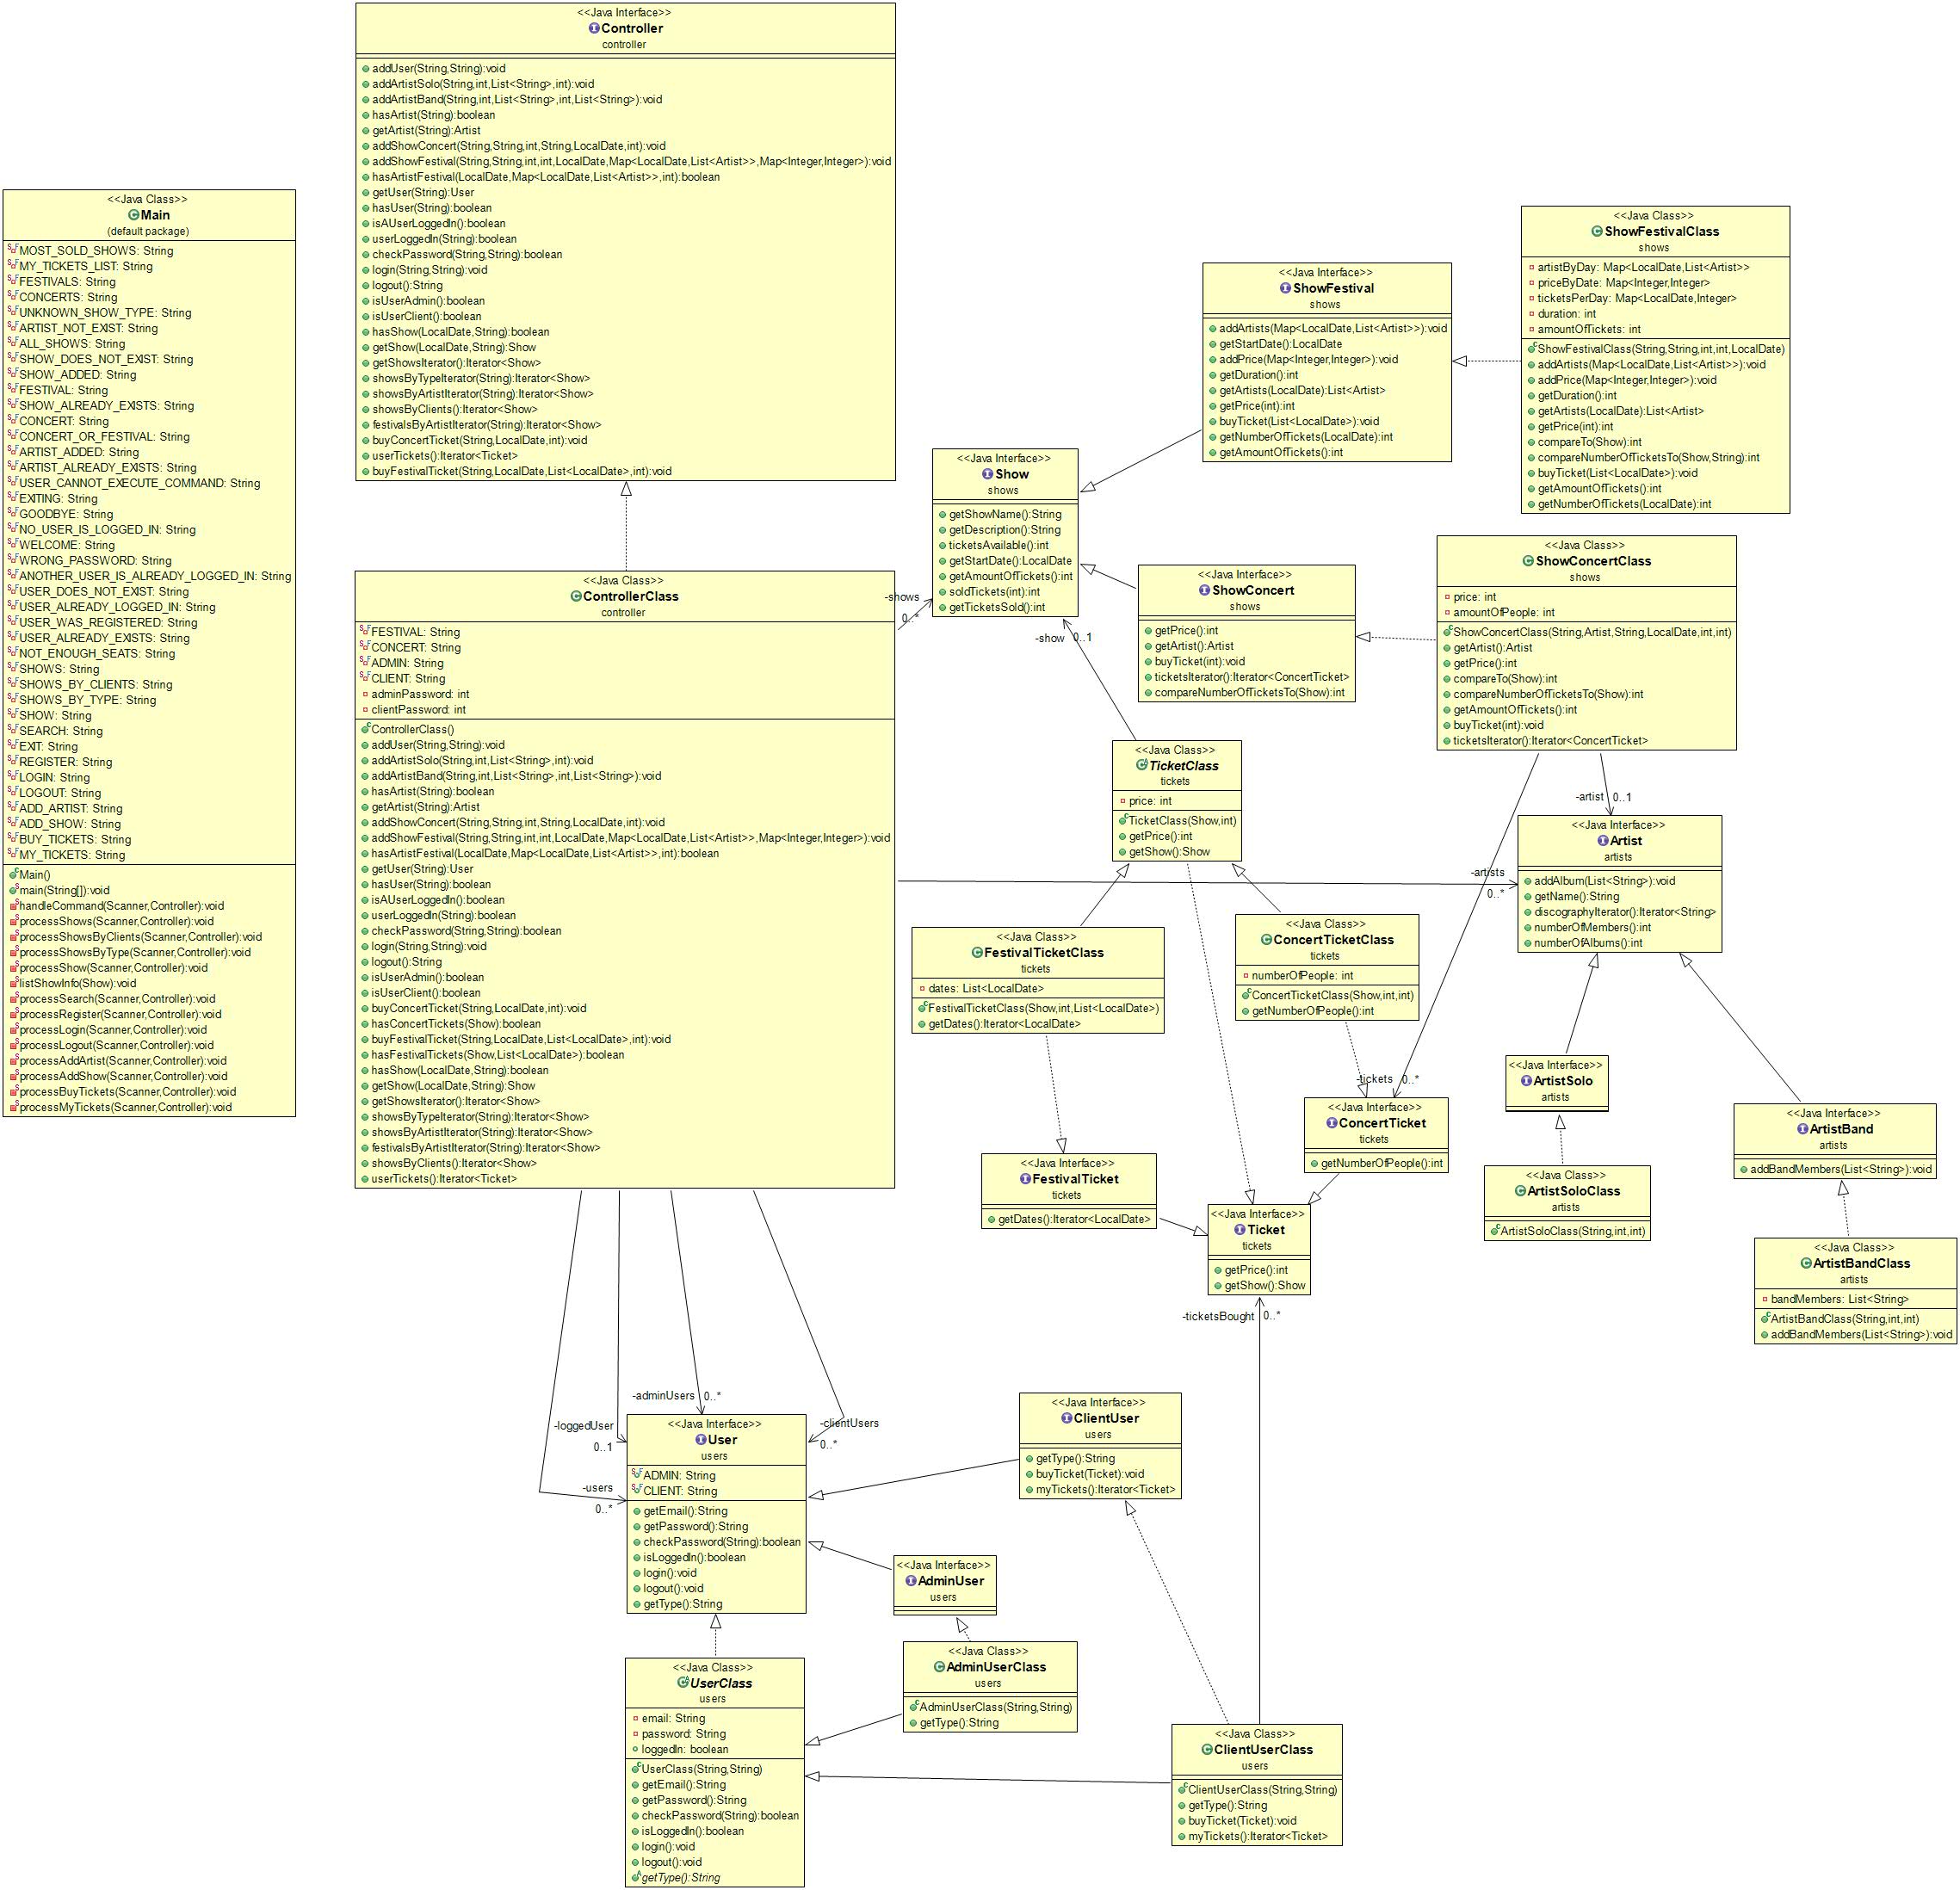 <<Java Interface>>
Controller
controller
addUser(String,String):void
addArtistSolo(String,int,List<String>,int):void
addArtistBand(String,int,List<String>,int,List<String>):void
hasArtist(String):boolean
getArtist(String):Artist
addShowConcert(String,String,int,String,LocalDate,int):void
addShowFestival(String,String,int,int,LocalDate,Map<LocalDate,List<Artist>>,Map<Integer,Integer>):void
hasArtistFestival(LocalDate,Map<LocalDate,List<Artist>>,int):boolean
getUser(String):User
hasUser(String):boolean
isAUserLoggedIn():boolean
userLoggedIn(String):boolean
checkPassword(String,String):boolean
login(String,String):void
logout():String
isUserAdmin():boolean
isUserClient():boolean
hasShow(LocalDate,String):boolean
getShow(LocalDate,String):Show
getShowsIterator():Iterator<Show>
showsByTypeIterator(String):Iterator<Show>
showsByArtistIterator(String):Iterator<Show>
showsByClients():Iterator<Show>
festivalsByArtistIterator(String):Iterator<Show>
buyConcertTicket(String,LocalDate,int):void
userTickets():Iterator<Ticket>
buyFestivalTicket(String,LocalDate,List<LocalDate>,int):void
<<Java Class>>
Main
(default package)
MOST_SOLD_SHOWS: String
MY_TICKETS_LIST: String
FESTIVALS: String
CONCERTS: String
UNKNOWN_SHOW_TYPE: String
ARTIST_NOT_EXIST: String
ALL_SHOWS: String
SHOW_DOES_NOT_EXIST: String
SHOW_ADDED: String
FESTIVAL: String
SHOW_ALREADY_EXISTS: String
CONCERT: String
CONCERT_OR_FESTIVAL: String
ARTIST_ADDED: String
ARTIST_ALREADY_EXISTS: String
USER_CANNOT_EXECUTE_COMMAND: String
EXITING: String
GOODBYE: String
NO_USER_IS_LOGGED_IN: String
WELCOME: String
WRONG_PASSWORD: String
ANOTHER_USER_IS_ALREADY_LOGGED_IN: String
USER_DOES_NOT_EXIST: String
USER_ALREADY_LOGGED_IN: String
USER_WAS_REGISTERED: String
USER_ALREADY_EXISTS: String
NOT_ENOUGH_SEATS: String
SHOWS: String
SHOWS_BY_CLIENTS: String
SHOWS_BY_TYPE: String
SHOW: String
SEARCH: String
EXIT: String
REGISTER: String
LOGIN: String
LOGOUT: String
ADD_ARTIST: String
ADD_SHOW: String
BUY_TICKETS: String
MY_TICKETS: String
Main()
main(String[]):void
handleCommand(Scanner,Controller):void
processShows(Scanner,Controller):void
processShowsByClients(Scanner,Controller):void
processShowsByType(Scanner,Controller):void
processShow(Scanner,Controller):void
listShowInfo(Show):void
processSearch(Scanner,Controller):void
processRegister(Scanner,Controller):void
processLogin(Scanner,Controller):void
processLogout(Scanner,Controller):void
processAddArtist(Scanner,Controller):void
processAddShow(Scanner,Controller):void
processBuyTickets(Scanner,Controller):void
processMyTickets(Scanner,Controller):void
<<Java Class>>
ShowFestivalClass
shows
artistByDay: Map<LocalDate,List<Artist>>
priceByDate: Map<Integer,Integer>
ticketsPerDay: Map<LocalDate,Integer>
duration: int
amountOfTickets: int
ShowFestivalClass(String,String,int,int,LocalDate)
addArtists(Map<LocalDate,List<Artist>>):void
addPrice(Map<Integer,Integer>):void
getDuration():int
getArtists(LocalDate):List<Artist>
getPrice(int):int
compareTo(Show):int
compareNumberOfTicketsTo(Show,String):int
buyTicket(List<LocalDate>):void
getAmountOfTickets():int
getNumberOfTickets(LocalDate):int
<<Java Interface>>
ShowFestival
shows
addArtists(Map<LocalDate,List<Artist>>):void
getStartDate():LocalDate
addPrice(Map<Integer,Integer>):void
getDuration():int
getArtists(LocalDate):List<Artist>
getPrice(int):int
buyTicket(List<LocalDate>):void
getNumberOfTickets(LocalDate):int
getAmountOfTickets():int
<<Java Interface>>
Show
shows
getShowName():String
getDescription():String
ticketsAvailable():int
getStartDate():LocalDate
getAmountOfTickets():int
soldTickets(int):int
getTicketsSold():int
<<Java Class>>
ShowConcertClass
shows
price: int
amountOfPeople: int
ShowConcertClass(String,Artist,String,LocalDate,int,int)
getArtist():Artist
getPrice():int
compareTo(Show):int
compareNumberOfTicketsTo(Show):int
getAmountOfTickets():int
buyTicket(int):void
ticketsIterator():Iterator<ConcertTicket>
<<Java Interface>>
ShowConcert
shows
getPrice():int
getArtist():Artist
buyTicket(int):void
ticketsIterator():Iterator<ConcertTicket>
compareNumberOfTicketsTo(Show):int
<<Java Class>>
ControllerClass
controller
FESTIVAL: String
CONCERT: String
ADMIN: String
CLIENT: String
adminPassword: int
clientPassword: int
ControllerClass()
addUser(String,String):void
addArtistSolo(String,int,List<String>,int):void
addArtistBand(String,int,List<String>,int,List<String>):void
hasArtist(String):boolean
getArtist(String):Artist
addShowConcert(String,String,int,String,LocalDate,int):void
addShowFestival(String,String,int,int,LocalDate,Map<LocalDate,List<Artist>>,Map<Integer,Integer>):void
hasArtistFestival(LocalDate,Map<LocalDate,List<Artist>>,int):boolean
getUser(String):User
hasUser(String):boolean
isAUserLoggedIn():boolean
userLoggedIn(String):boolean
checkPassword(String,String):boolean
login(String,String):void
logout():String
isUserAdmin():boolean
isUserClient():boolean
buyConcertTicket(String,LocalDate,int):void
hasConcertTickets(Show):boolean
buyFestivalTicket(String,LocalDate,List<LocalDate>,int):void
hasFestivalTickets(Show,List<LocalDate>):boolean
hasShow(LocalDate,String):boolean
getShow(LocalDate,String):Show
getShowsIterator():Iterator<Show>
showsByTypeIterator(String):Iterator<Show>
showsByArtistIterator(String):Iterator<Show>
festivalsByArtistIterator(String):Iterator<Show>
showsByClients():Iterator<Show>
userTickets():Iterator<Ticket>
-shows
0..*
-show 0..1
<<Java Class>>
TicketClass
tickets
price: int
TicketClass(Show,int)
getPrice():int
getShow():Show
-artist 0..1
<<Java Interface>>
Artist
artists
addAlbum(List<String>):void
getName():String
discographyIterator():Iterator<String>
numberOfMembers():int
numberOfAlbums():int
-artists
0..*
<<Java Class>>
FestivalTicketClass
tickets
dates: List<LocalDate>
FestivalTicketClass(Show,int,List<LocalDate>)
getDates():Iterator<LocalDate>
<<Java Class>>
ConcertTicketClass
tickets
numberOfPeople: int
ConcertTicketClass(Show,int,int)
getNumberOfPeople():int
-tickets 0..*
<<Java Interface>>
ConcertTicket
tickets
getNumberOfPeople():int
<<Java Interface>>
FestivalTicket
tickets
getDates():Iterator<LocalDate>
<<Java Interface>>
Ticket
tickets
getPrice():int
getShow():Show
<<Java Interface>>
ArtistSolo
artists
<<Java Interface>>
ArtistBand
artists
addBandMembers(List<String>):void
<<Java Class>>
ArtistSoloClass
artists
ArtistSoloClass(String,int,int)
<<Java Class>>
ArtistBandClass
artists
bandMembers: List<String>
ArtistBandClass(String,int,int)
addBandMembers(List<String>):void
-ticketsBought 0..*
-adminUsers 0..*
-loggedUser
0..1
-clientUsers
0..*
-users
0..*
<<Java Interface>>
User
users
ADMIN: String
CLIENT: String
getEmail():String
getPassword():String
checkPassword(String):boolean
isLoggedIn():boolean
login():void
logout():void
getType():String
<<Java Interface>>
ClientUser
users
getType():String
buyTicket(Ticket):void
myTickets():Iterator<Ticket>
<<Java Interface>>
AdminUser
users
<<Java Class>>
AdminUserClass
users
AdminUserClass(String,String)
getType():String
<<Java Class>>
UserClass
users
email: String
password: String
loggedIn: boolean
UserClass(String,String)
getEmail():String
getPassword():String
checkPassword(String):boolean
isLoggedIn():boolean
login():void
logout():void
getType():String
<<Java Class>>
ClientUserClass
users
ClientUserClass(String,String)
getType():String
buyTicket(Ticket):void
myTickets():Iterator<Ticket>